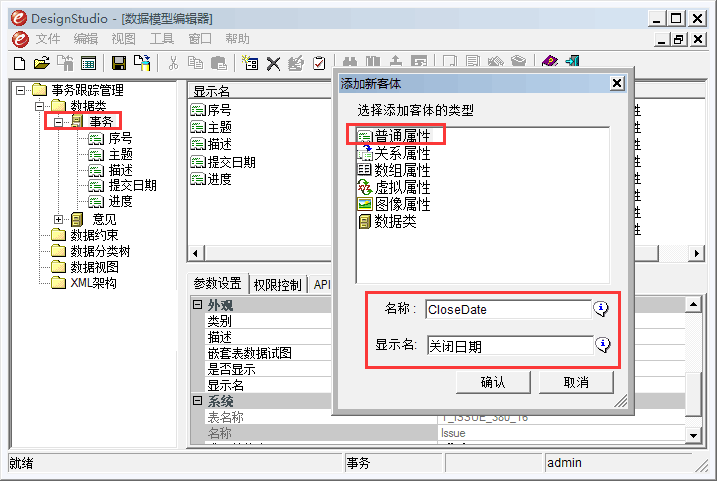 DesignStudio - [数据模型编辑器]
文件 编辑 视图 工具 窗口 帮助
事务跟踪管理
数据类
事务
序号
主题
描述
提交日期
进度
意见
数据约束
数据分类树
数据视图
XML架构
显示名
序号
主题
描述
提交日期
进度
添加新客体
选择添加客体的类型
普通属性
关系属性
数组属性
虚拟属性
图像属性
数据类
名称:
CloseDate
显示名:
关闭日期
确认 取消
参数设置 权限控制 API
外观
类别
描述
嵌套表数据试图
是否显示
显示名
系统
表名称 T_ISSUE_380_16
名称 Issue
就绪 事务 admin